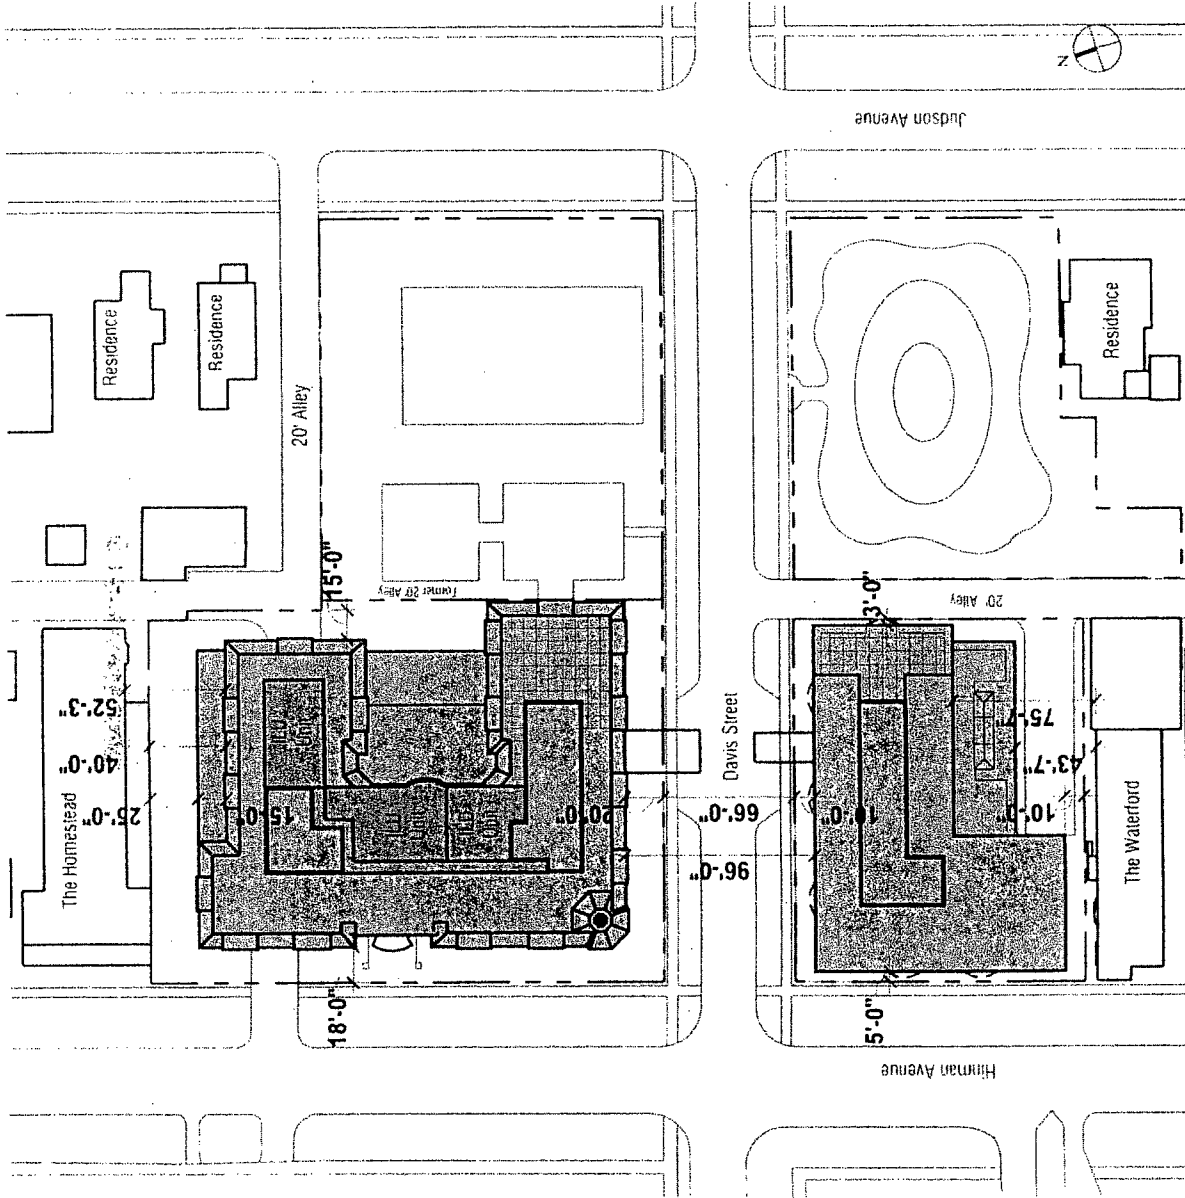 N
Judson Avenue
Residence
Residence
Residence
20' Alley
15'-0"
Former 20' Alley
20' Alley
3'-0"
52'-3"
40'-0"
25'-0"
The Homestead
15'-0"
20'-0"
Davis Street
66'-0"
96'-0"
75'-7"
43'-7"
10'-0"
The Waterford
18'-0"
5'-0"
Hinman Avenue